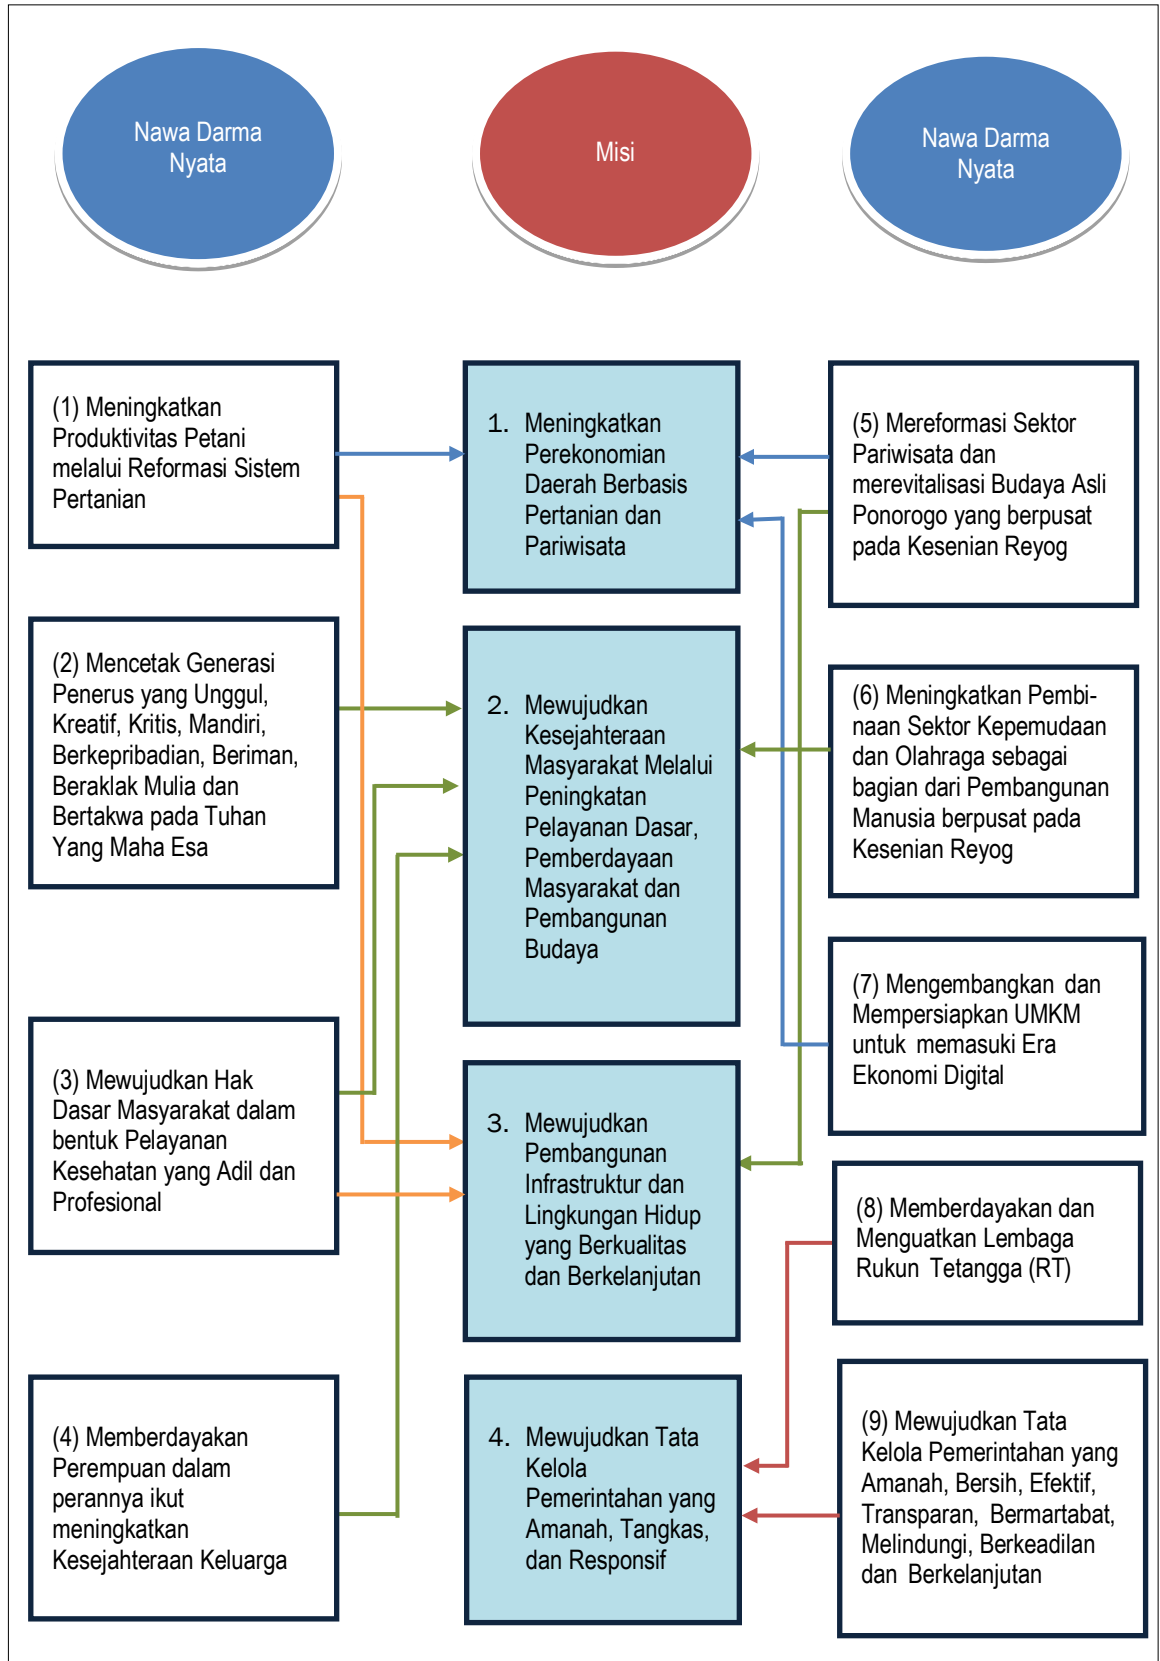 Nawa Darma
Nyata
Misi
Nawa Darma
Nyata
(1) Meningkatkan
Produktivitas Petani
melalui Reformasi Sistem
Pertanian
(2) Mencetak Generasi
Penerus yang Unggul,
Kreatif, Kritis, Mandiri,
Berkepribadian, Beriman,
Beraklak Mulia dan
Bertakwa pada Tuhan
Yang Maha Esa
(3) Mewujudkan Hak
Dasar Masyarakat dalam
bentuk Pelayanan
Kesehatan yang Adil dan
Profesional
(4) Memberdayakan
Perempuan dalam
perannya ikut
meningkatkan
Kesejahteraan Keluarga
1. Meningkatkan
Perekonomian
Daerah Berbasis
Pertanian dan
Pariwisata
2. Mewujudkan
Kesejahteraan
Masyarakat Melalui
Peningkatan
Pelayanan Dasar,
Pemberdayaan
Masyarakat dan
Pembangunan
Budaya
3. Mewujudkan
Pembangunan
Infrastruktur dan
Lingkungan Hidup
yang Berkualitas
dan Berkelanjutan
4. Mewujudkan Tata
Kelola
Pemerintahan yang
Amanah, Tangkas,
dan Responsif
(5) Mereformasi Sektor
Pariwisata dan
merevitalisasi Budaya Asli
Ponorogo yang berpusat
pada Kesenian Reyog
(6) Meningkatkan Pembi-
naan Sektor Kepemudaan
dan Olahraga sebagai
bagian dari Pembangunan
Manusia berpusat pada
Kesenian Reyog
(7) Mengembangkan dan
Mempersiapkan UMKM
untuk memasuki Era
Ekonomi Digital
(8) Memberdayakan dan
Menguatkan Lembaga
Rukun Tetangga (RT)
(9) Mewujudkan Tata
Kelola Pemerintahan yang
Amanah, Bersih, Efektif,
Transparan, Bermartabat,
Melindungi, Berkeadilan
dan Berkelanjutan